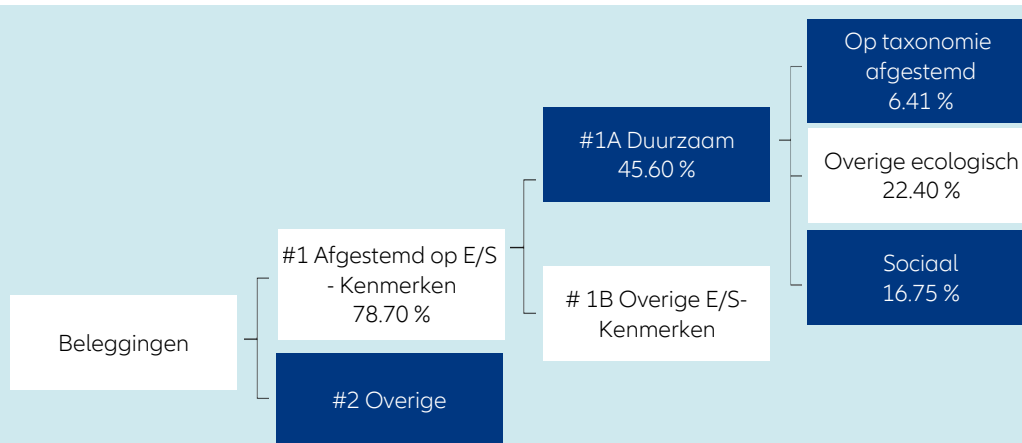 Beleggingen
#1 Afgestemd op E/S
- Kenmerken
78.70 %
#2 Overige
#1A Duurzaam
45.60 %
# 1B Overige E/S-
Kenmerken
Op taxonomie
afgestemd
6.41 %
Overige ecologisch
22.40 %
Sociaal
16.75 %